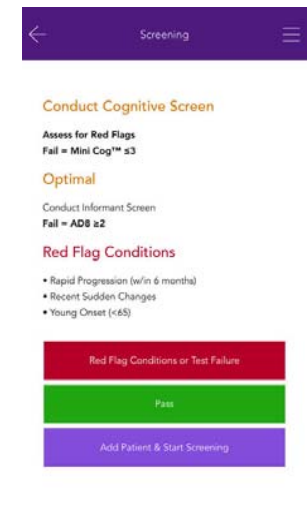 Screening
Conduct Cognitive Screen
Assess for Red Flags
Fail = Mini Cog™ ≤3
Optimal
Conduct Informant Screen
Fail = AD8 ≥2
Red Flag Conditions
• Rapid Progression (w/in 6 months)
• Recent Sudden Changes
• Young Onset (<65)
Red Flag Conditions or Test Failure
Pass
Add Patient & Start Screening